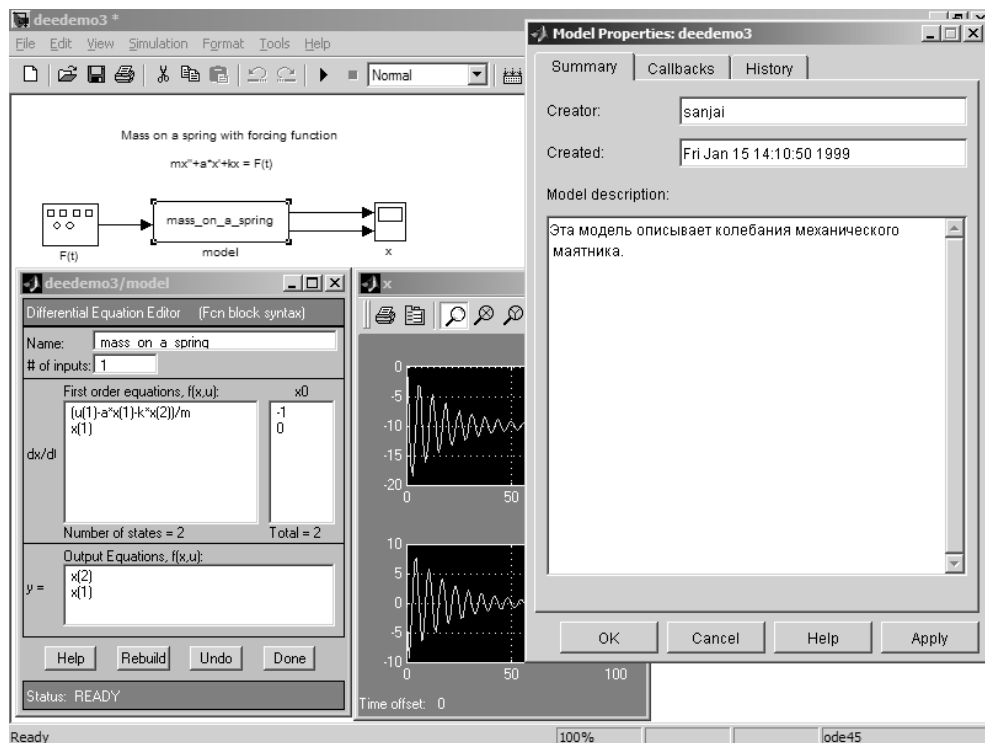 deedemo3 *
File Edit View Simulation Format Tools Help
Normal
Mass on a spring with forcing function
mx''+a*x'+kx = F(t)
mass_on_a_spring
F(t)
model
x
deedemo3/model
Differential Equation Editor (Fcn block syntax)
Name: mass_on_a_spring
# of inputs: 1
First order equations, f(x,u): x0
(u(1)-a*x(1)-k*x(2))/m -1
x(1) 0
dx/dt
Number of states = 2 Total = 2
Output Equations, f(x,u):
y = x(2)
x(1)
Help Rebuild Undo Done
Status: READY
x
0
-5
-10
-15
-20
0 50
10
5
0
-5
-10
0 50 100
Time offset: 0
Model Properties: deedemo3
Summary Callbacks History
Creator: sanjai
Created: Fri Jan 15 14:10:50 1999
Model description:
Эта модель описывает колебания механического
маятника.
OK Cancel Help Apply
Ready 100% ode45